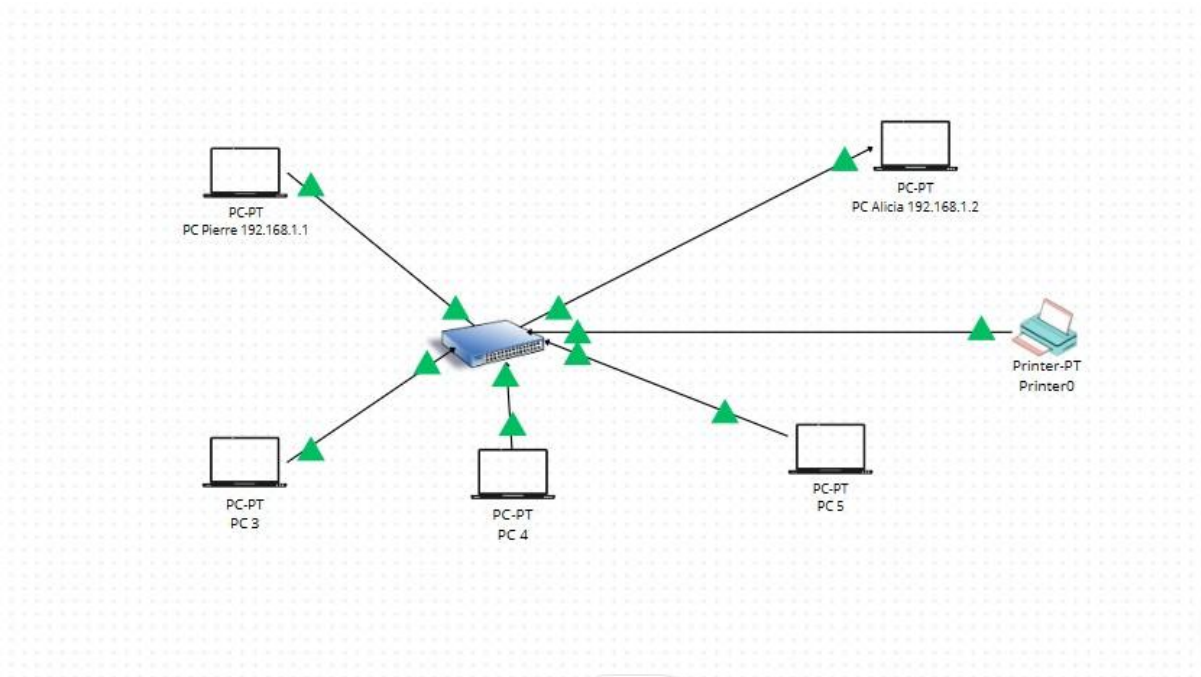 PC-PT
PC Pierre 192.168.1.1
PC-PT
PC Alicia 192.168.1.2
Printer-PT
Printer0
PC-PT
PC 3
PC-PT
PC 4
PC-PT
PC 5